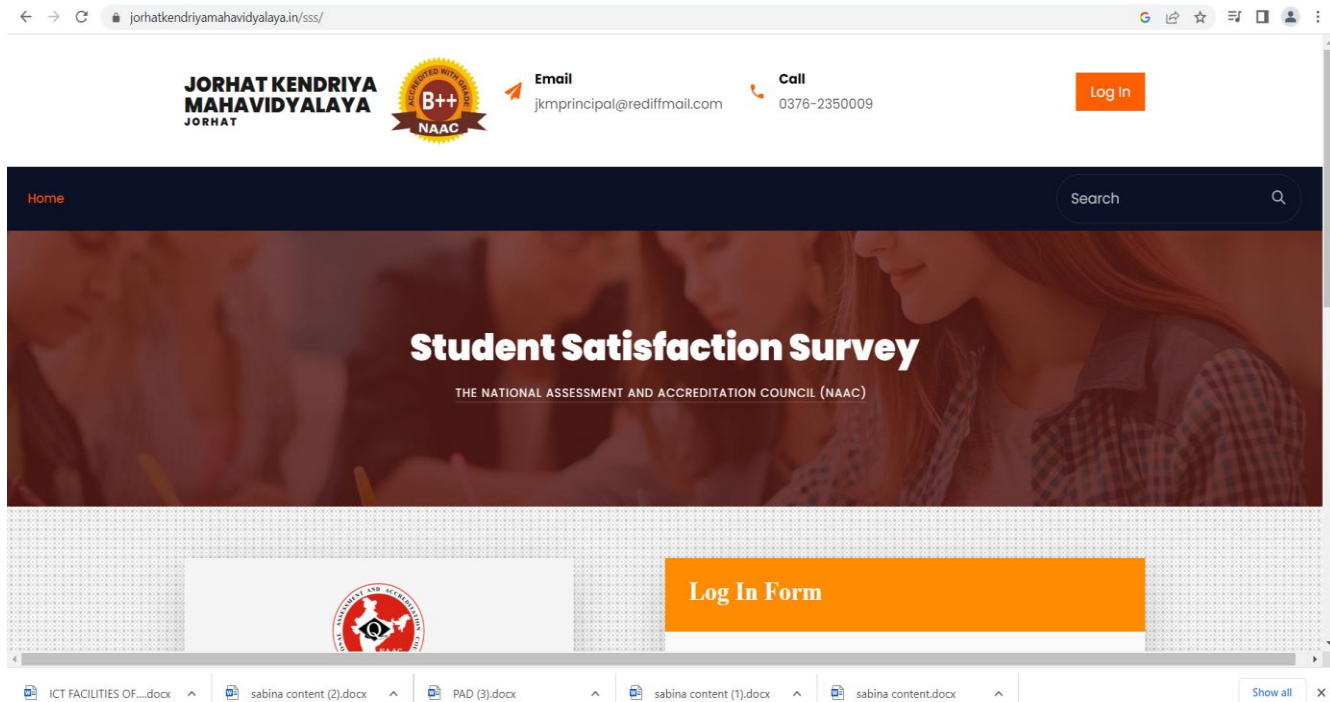 jorhatkendriyamahavidyalaya.in/sss/
JORHAT KENDRIYA
MAHAVIDYALAYA
JORHAT
ACCREDITED WITH GRADE
B++
NAAC
Email
jkmprincipal@rediffmail.com
Call
0376-2350009
Log In
Home
Search
Student Satisfaction Survey
THE NATIONAL ASSESSMENT AND ACCREDITATION COUNCIL (NAAC)
Log In Form
ICT FACILITIES OF....docx
sabina content (2).docx
PAD (3).docx
sabina content (1).docx
sabina content.docx
Show all